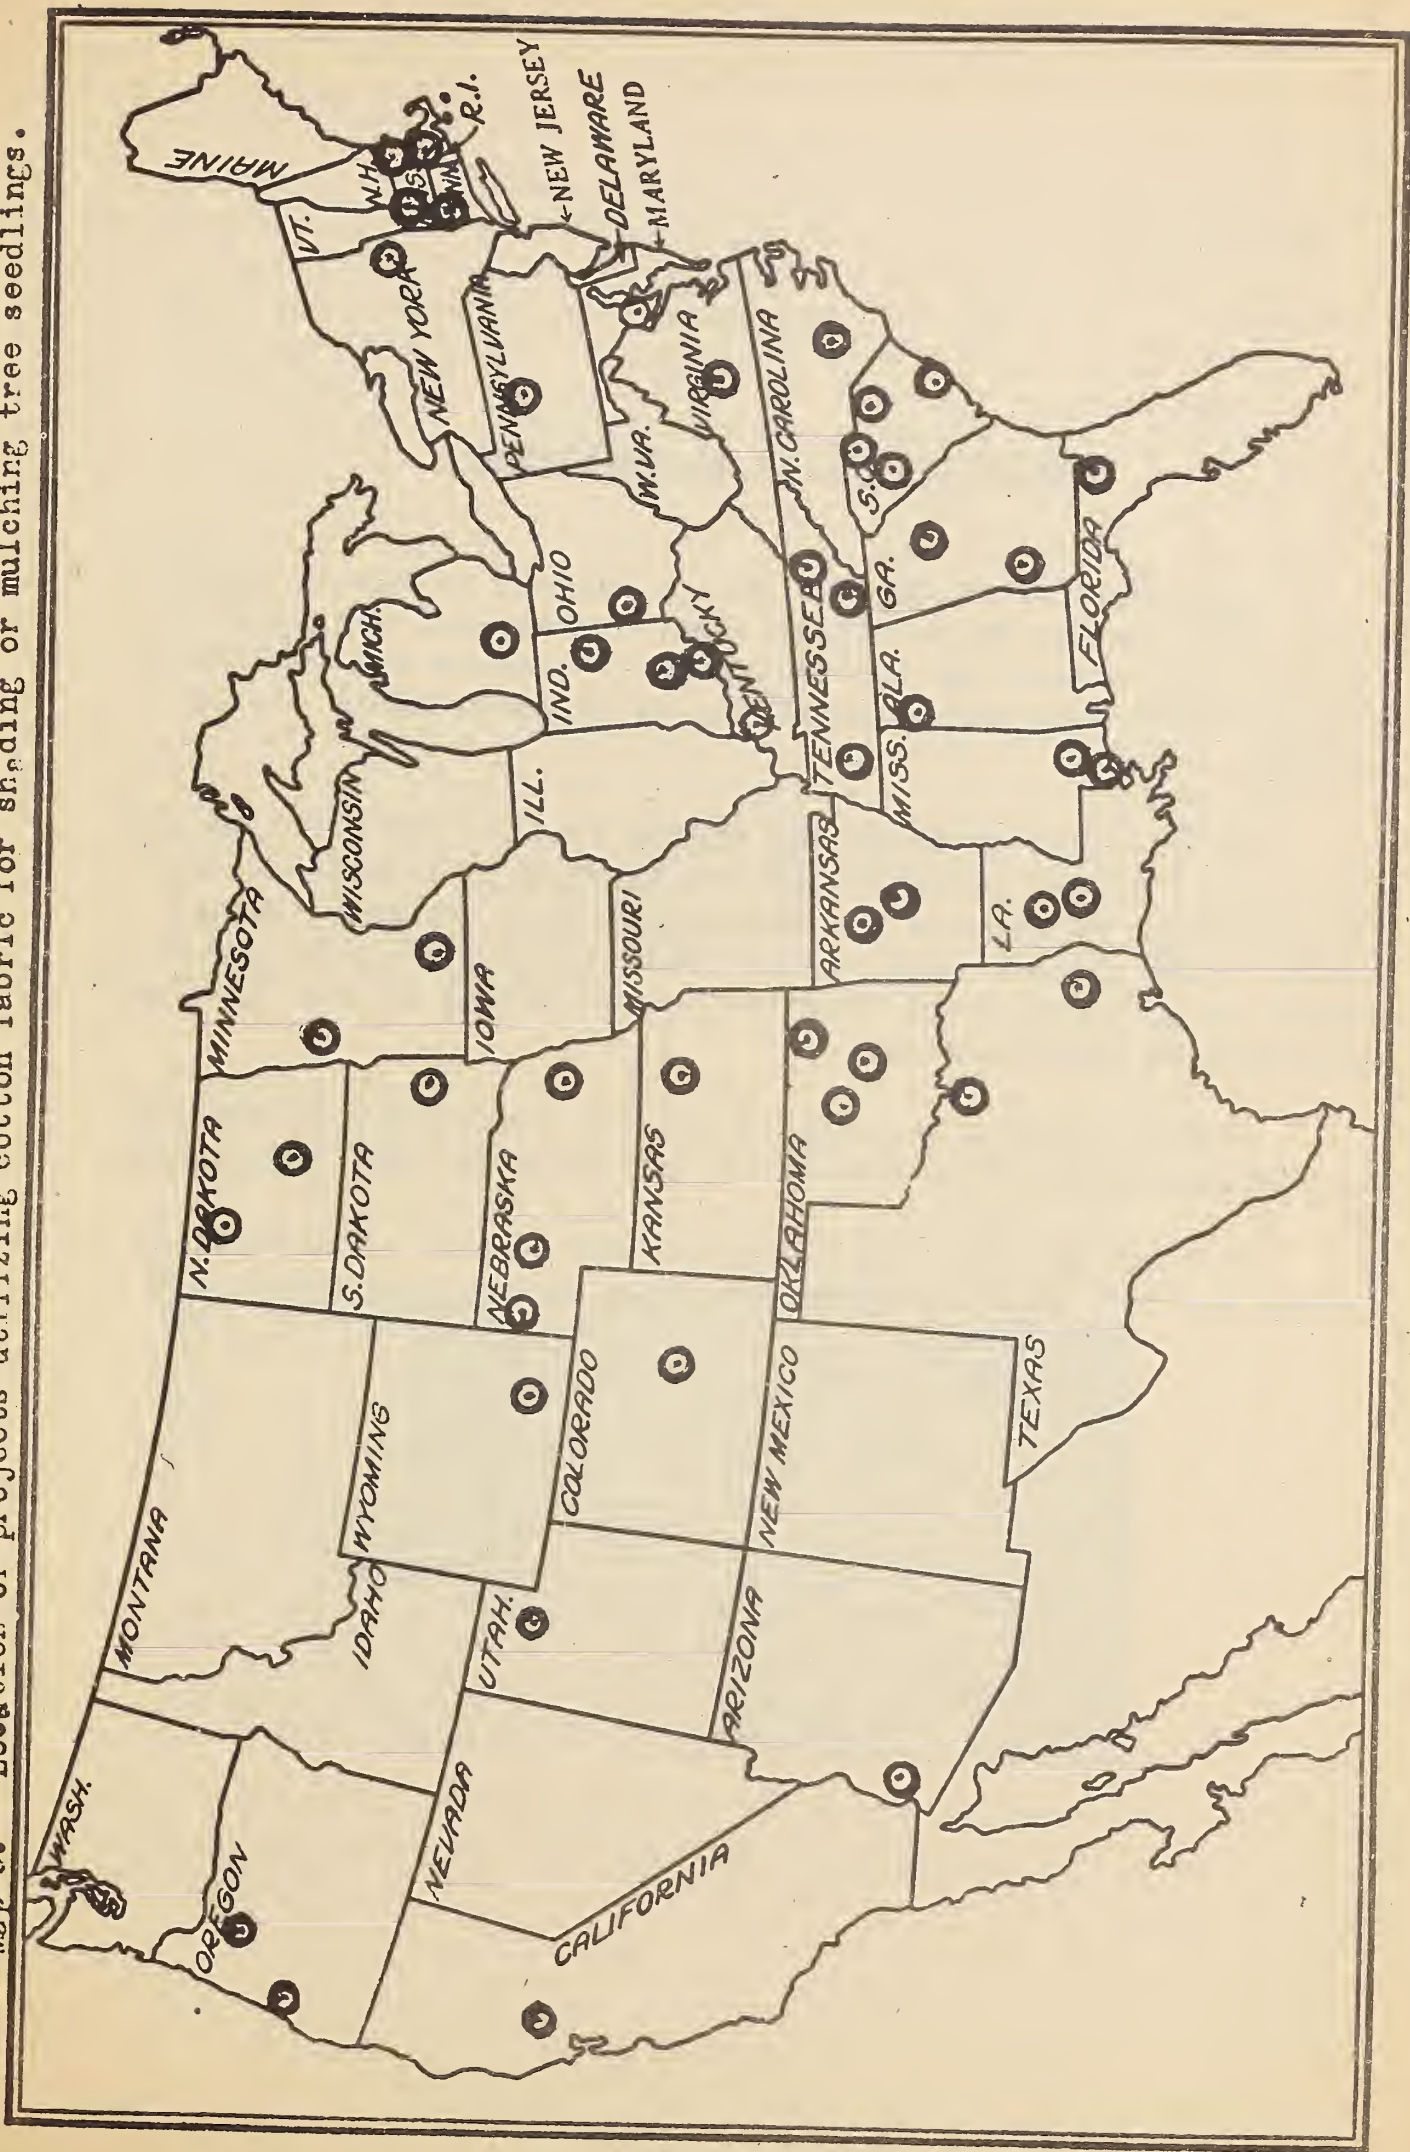 Location of projects utilizing cotton fabric for shading or mulching tree seedlings.
WASH.
OREGON
CALIFORNIA
NEVADA
IDAHO
MONTANA
WYOMING
UTAH.
ARIZONA
COLORADO
NEW MEXICO
N. DAKOTA
S. DAKOTA
NEBRASKA
KANSAS
OKLAHOMA
TEXAS
MINNESOTA
IOWA
MISSOURI
ARKANSAS
LA.
WISCONSIN
ILL.
MICH.
IND.
OHIO
KENTUCKY
TENNESSEE
MISS.
ALA.
GA.
FLORIDA
S.C.
N. CAROLINA
VIRGINIA
W. VA.
PENNSYLVANIA
NEW YORK
VT.
N.H.
MAINE
R.I.
←NEW JERSEY
DELAWARE
←MARYLAND